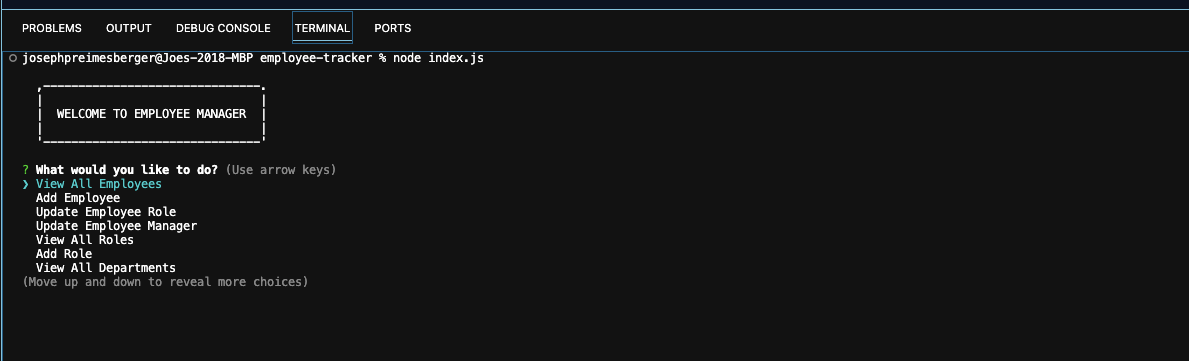 PROBLEMS OUTPUT DEBUG CONSOLE TERMINAL PORTS
josephpreimesberger@Joes-2018-MBP employee-tracker % node index.js
WELCOME TO EMPLOYEE MANAGER
? What would you like to do? (Use arrow keys)
❯ View All Employees
Add Employee
Update Employee Role
Update Employee Manager
View All Roles
Add Role
View All Departments
(Move up and down to reveal more choices)